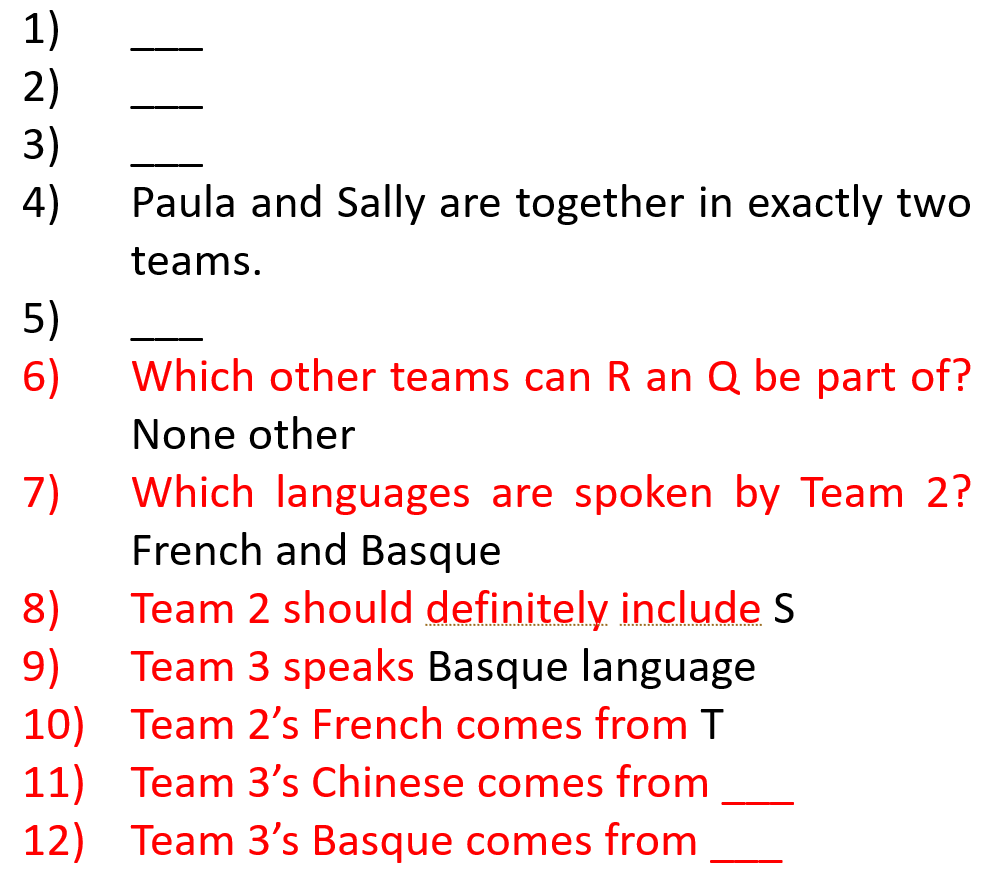 1) ___
2) ___
3) ___
4) Paula and Sally are together in exactly two
teams.
5) ___
6) Which other teams can R an Q be part of?
None other
7) Which languages are spoken by Team 2?
French and Basque
8) Team 2 should definitely include S
9) Team 3 speaks Basque language
10) Team 2’s French comes from T
11) Team 3’s Chinese comes from ___
12) Team 3’s Basque comes from ___